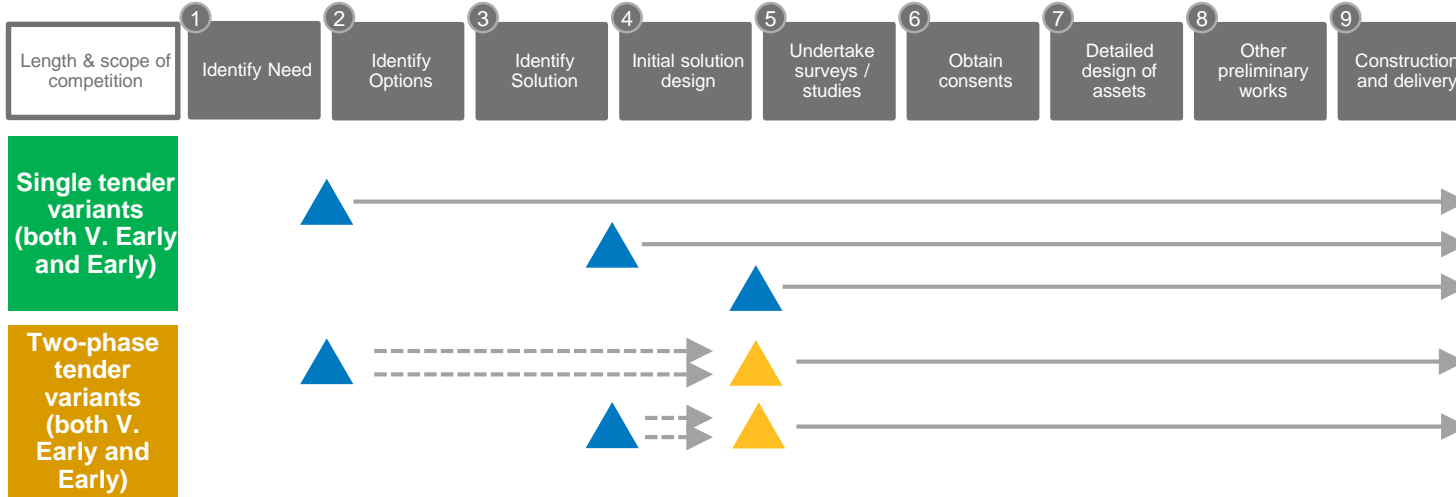 1
2
3
4
5
6
7
8
9
Length & scope of
competition
Identify Need
Identify
Options
Identify
Solution
Initial solution
design
Undertake
surveys /
studies
Obtain
consents
Detailed
design of
assets
Other
preliminary
works
Construction
and delivery
Single tender
variants
(both V. Early
and Early)
Two-phase
tender
variants
(both V.
Early and
Early)